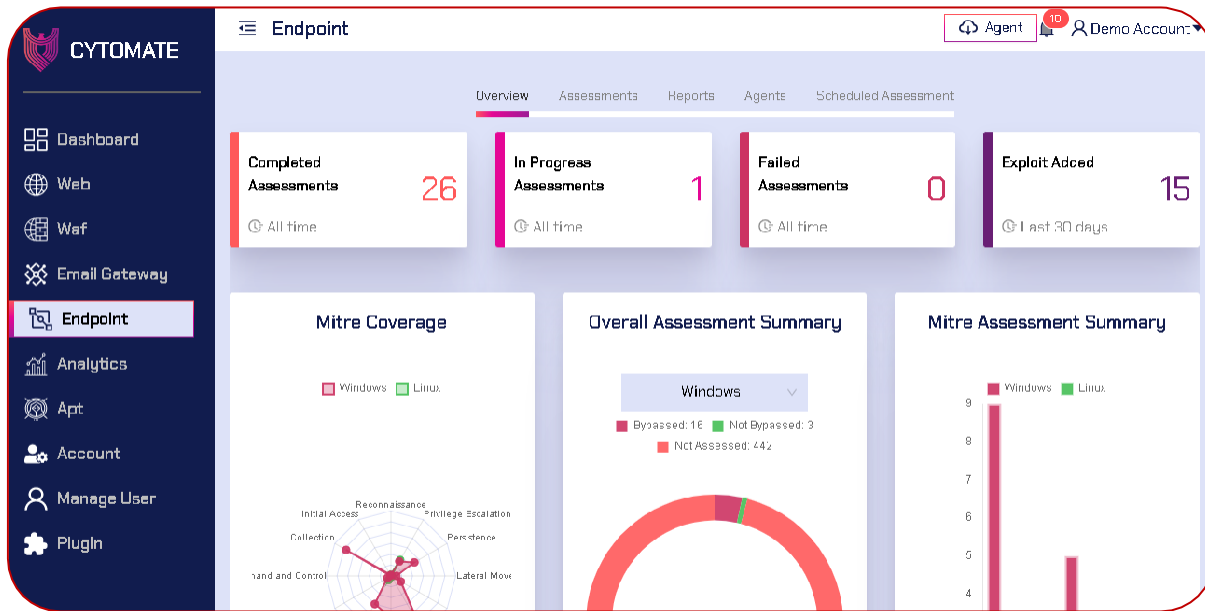 CYTOMATE
Endpoint
Agent
10
Demo Account
Dashboard
Web
Waf
Email Gateway
Endpoint
Analytics
Apt
Account
Manage User
PlugIn
Overview
Assessments
Reports
Agents
Scheduled Assessment
Completed
Assessments
26
All time
In Progress
Assessments
1
All time
Failed
Assessments
0
All time
Exploit Added
15
Last 30 days
Mitre Coverage
Windows
Linux
Reconnaissance
Initial Access
Privilege Escalation
Collection
Persistence
mand and Control
Lateral Move
Overall Assessment Summary
Windows
Bypassed: 16
Not Bypassed: 3
Not Assessed: 442
Mitre Assessment Summary
Windows
Linux
9
8
7
6
5
4